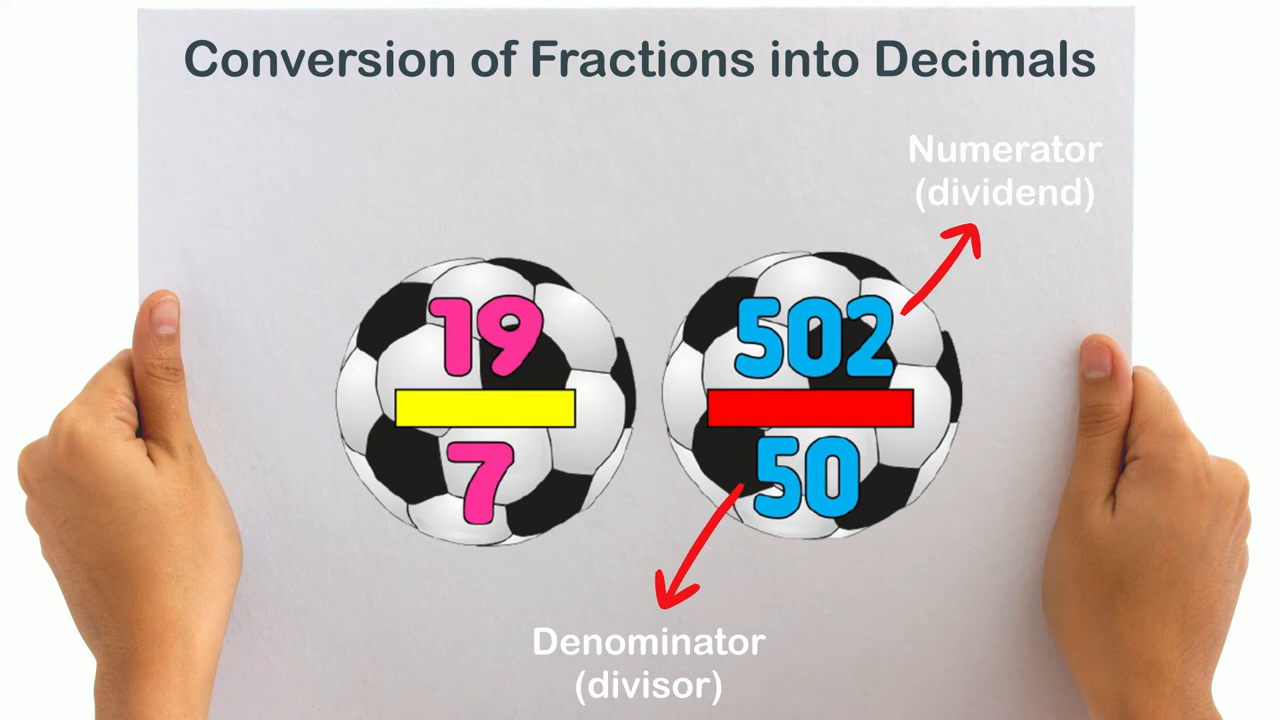 Conversion of Fractions into Decimals
Numerator
(dividend)
19
7
502
50
Denominator
(divisor)